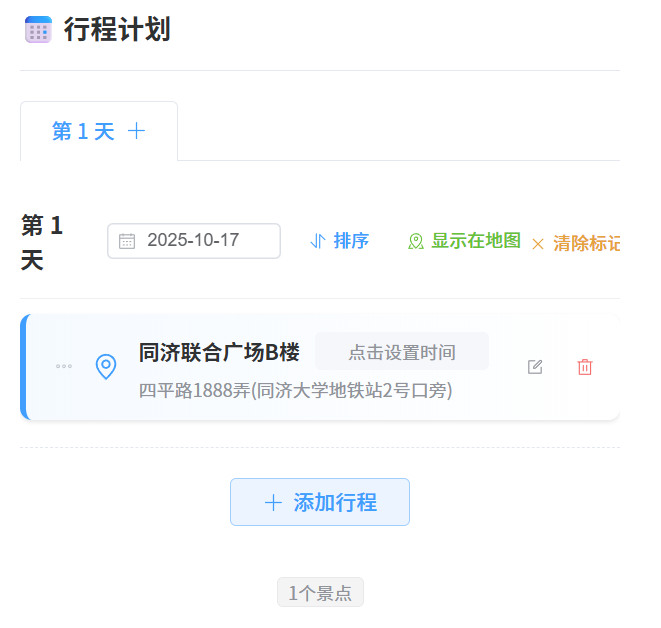 行程计划
第 1 天
第 1
天
2025-10-17
排序
显示在地图
清除标记
同济联合广场B楼
点击设置时间
四平路1888弄(同济大学地铁站2号口旁)
添加行程
1个景点